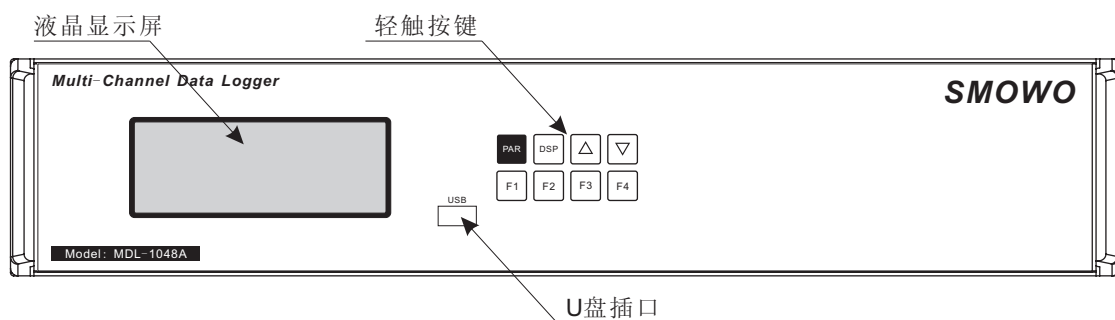 液晶显示屏
轻触按键
Multi-Channel Data Logger
SMOWO
PAR DSP △ ▽
F1 F2 F3 F4
USB
Model: MDL-1048A
U盘插口